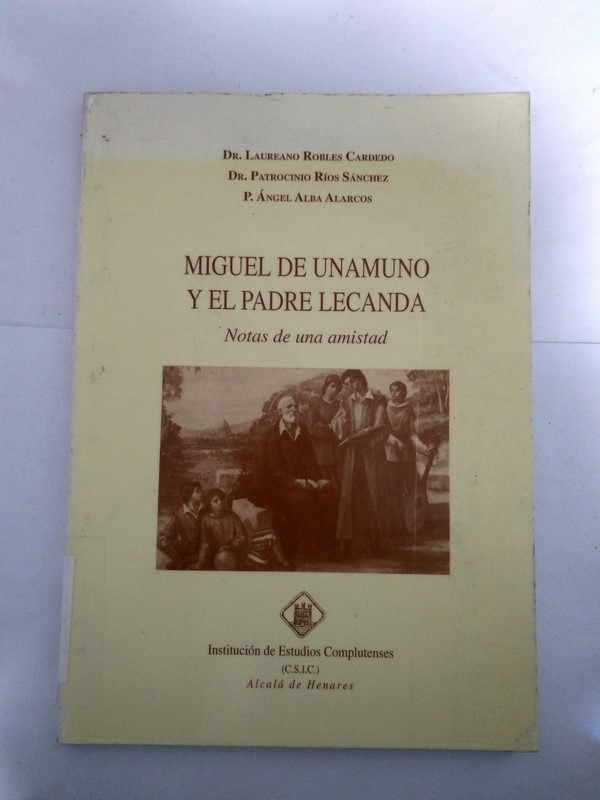 DR. LAUREANO ROBLES CARDEDO
DR. PATROCINIO RÍOS SÁNCHEZ
P. ÁNGEL ALBA ALARCOS
MIGUEL DE UNAMUNO
Y EL PADRE LECANDA
Notas de una amistad
Institución de Estudios Complutenses
(C.S.I.C.)
Alcalá de Henares